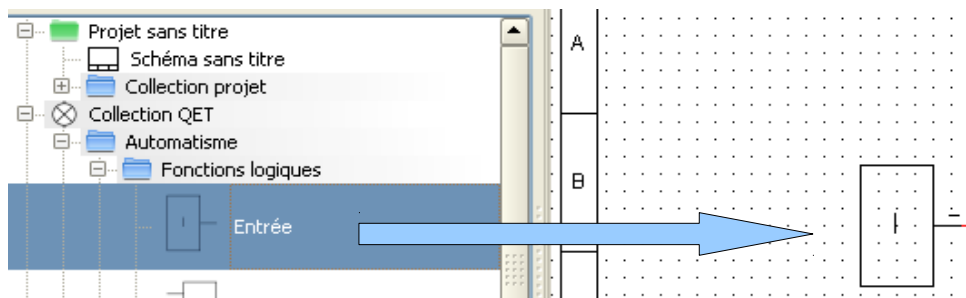 Projet sans titre
Schéma sans titre
Collection projet
Collection QET
Automatisme
Fonctions logiques
Entrée
A
B
I